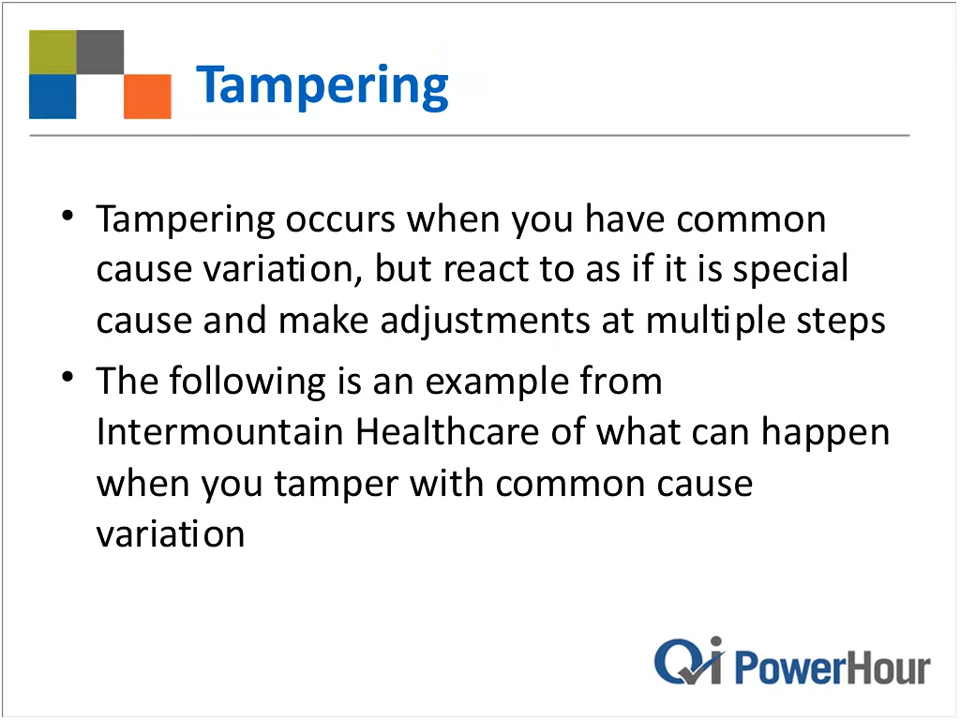 Tampering
• Tampering occurs when you have common
cause variation, but react to as if it is special
cause and make adjustments at multiple steps
• The following is an example from
Intermountain Healthcare of what can happen
when you tamper with common cause
variation
Qi PowerHour